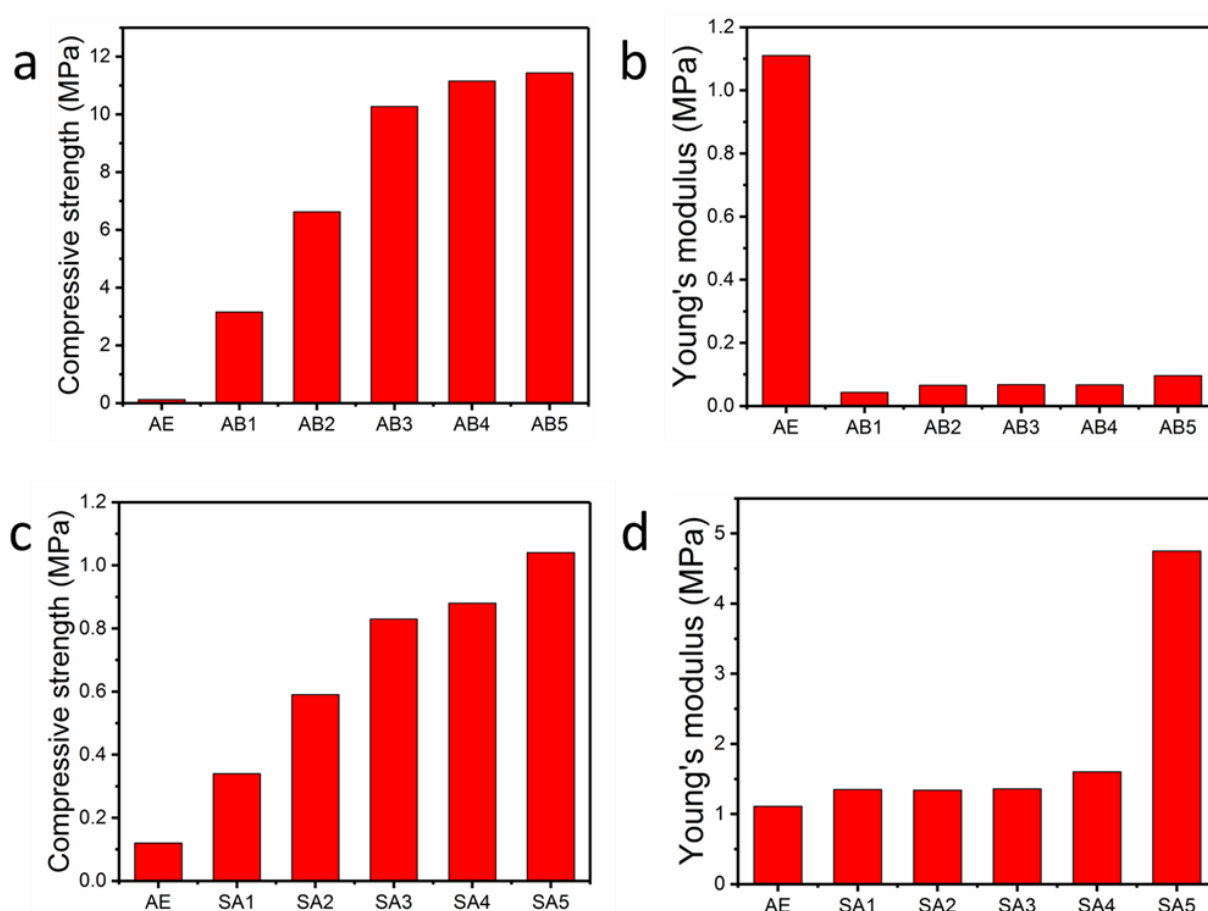 a
Compressive strength (MPa)
12
10
8
6
4
2
0
AE AB1 AB2 AB3 AB4 AB5
b
Young's modulus (MPa)
1.2
1.0
0.8
0.6
0.4
0.2
0.0
AE AB1 AB2 AB3 AB4 AB5
c
Compressive strength (MPa)
1.2
1.0
0.8
0.6
0.4
0.2
0.0
AE SA1 SA2 SA3 SA4 SA5
d
Young's modulus (MPa)
5
4
3
2
1
0
AE SA1 SA2 SA3 SA4 SA5